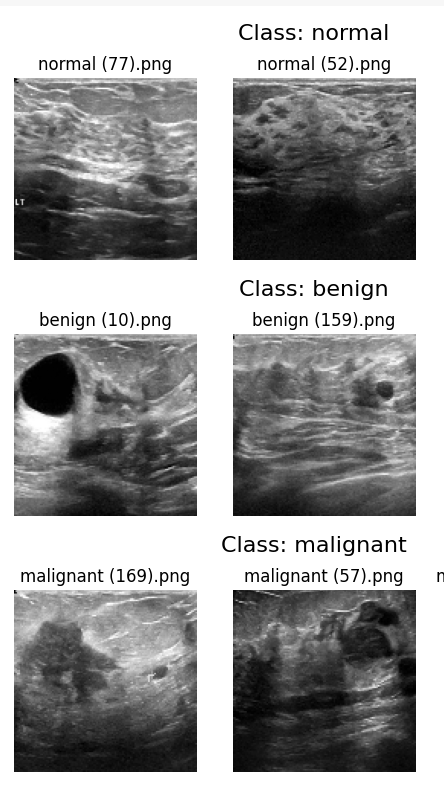 Class: normal
normal (77).png normal (52).png
LT
Class: benign
benign (10).png benign (159).png
Class: malignant
malignant (169).png malignant (57).png